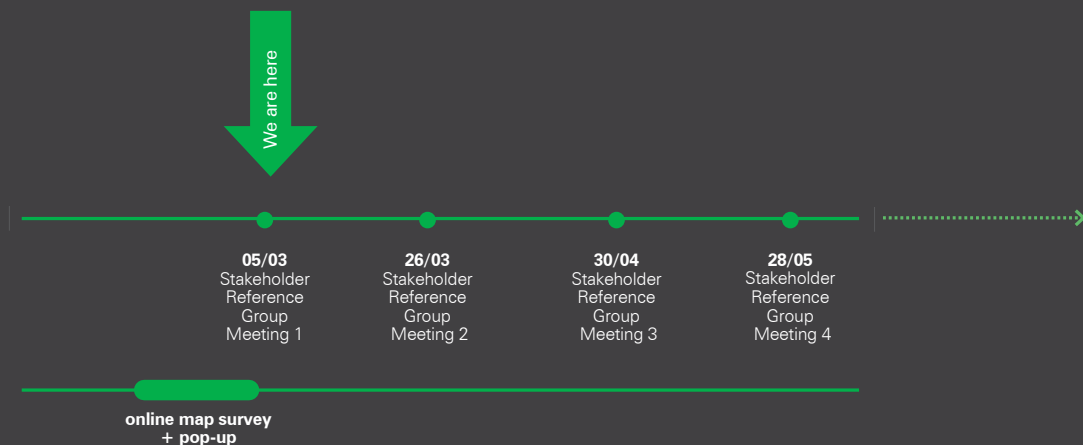 We are here
05/03
Stakeholder
Reference
Group
Meeting 1
26/03
Stakeholder
Reference
Group
Meeting 2
30/04
Stakeholder
Reference
Group
Meeting 3
28/05
Stakeholder
Reference
Group
Meeting 4
online map survey
+ pop-up